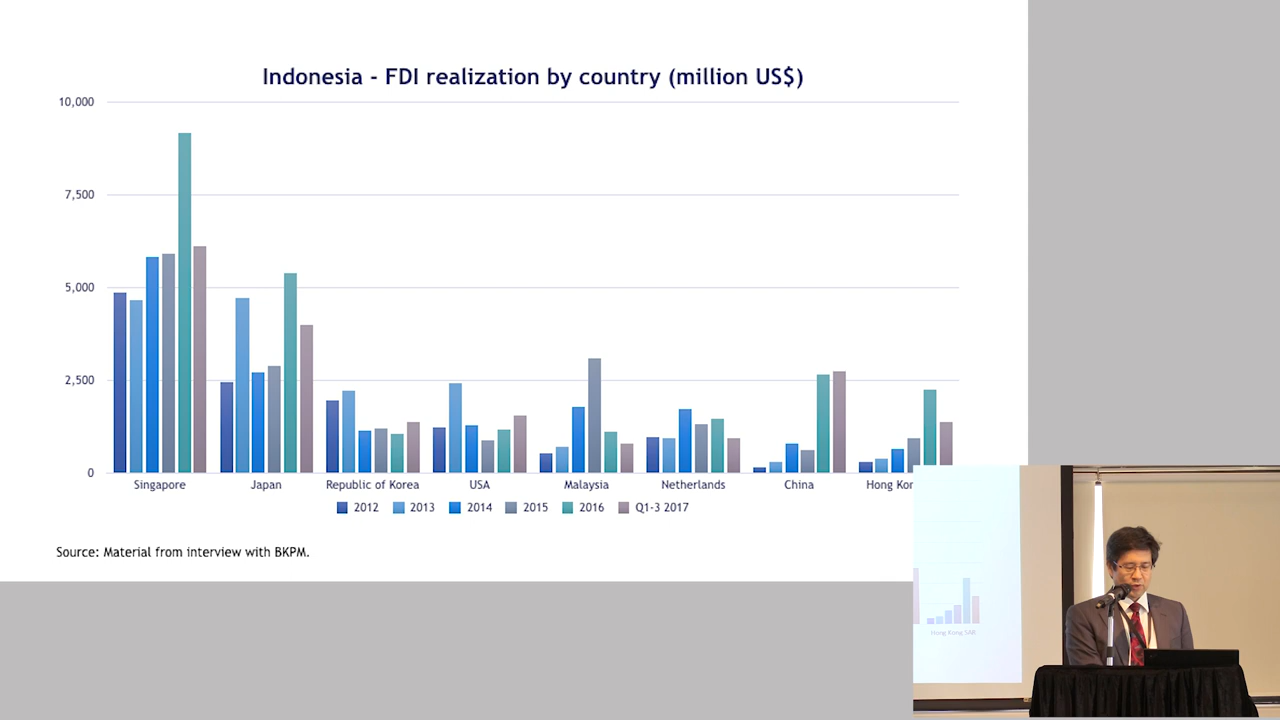 Indonesia - FDI realization by country (million US$)
10,000
7,500
5,000
2,500
0
Singapore Japan Republic of Korea USA Malaysia Netherlands China Hong Kon
2012 2013 2014 2015 2016 Q1-3 2017
Source: Material from interview with BKPM.
Hong Kong SAR